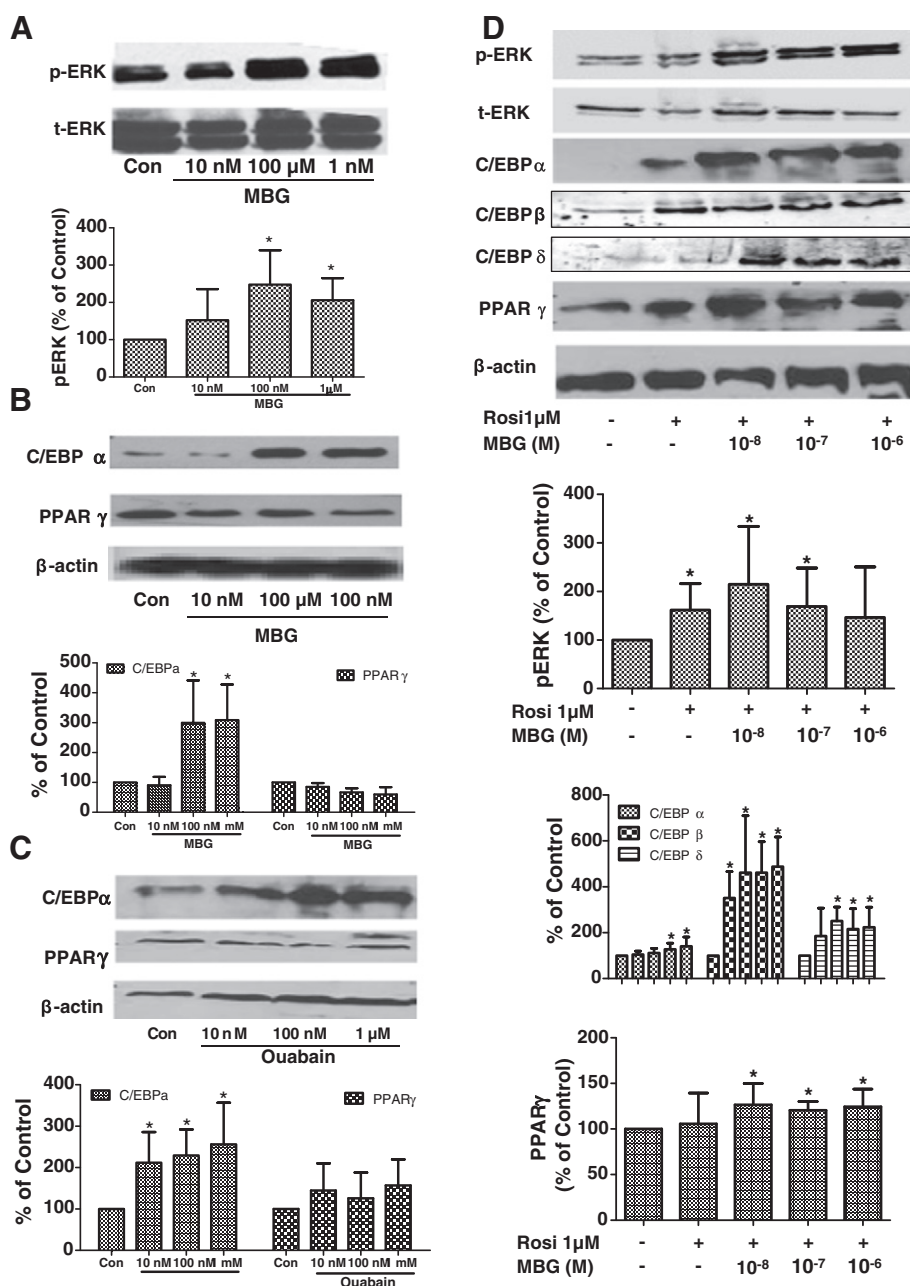 A
p-ERK
t-ERK
Con 10 nM 100 μM 1 nM
MBG
pERK (% of Control)
400
300
200
100
0
* *
Con 10 nM 100 nM 1μM
MBG
B
C/EBP α
PPAR γ
β-actin
Con 10 nM 100 μM 100 nM
MBG
% of Control
500
400
300
200
100
0
C/EBPa
PPAR γ
* *
Con 10 nM 100 nM mM Con 10 nM 100 nM mM
MBG MBG
C
C/EBPα
PPARγ
β-actin
Con 10 nM 100 nM 1 μM
Ouabain
% of Control
400
300
200
100
0
C/EBPa
PPARγ
* * *
Con 10 nM 100 nM mM Con 10 nM 100 nM mM
Ouabain
D
p-ERK
t-ERK
C/EBP α
C/EBP β
C/EBP δ
PPAR γ
β-actin
Rosi1μM - + + + +
MBG (M) - - 10⁻⁸ 10⁻⁷ 10⁻⁶
pERK (% of Control)
400
300
200
100
0
* * *
Rosi 1μM - + + + +
MBG (M) - - 10⁻⁸ 10⁻⁷ 10⁻⁶
% of Control
800
600
400
200
0
C/EBP α
C/EBP β
C/EBP δ
* * * * * * * * *
PPARγ
(% of Control)
200
150
100
50
0
* * *
Rosi 1μM - + + + +
MBG (M) - - 10⁻⁸ 10⁻⁷ 10⁻⁶